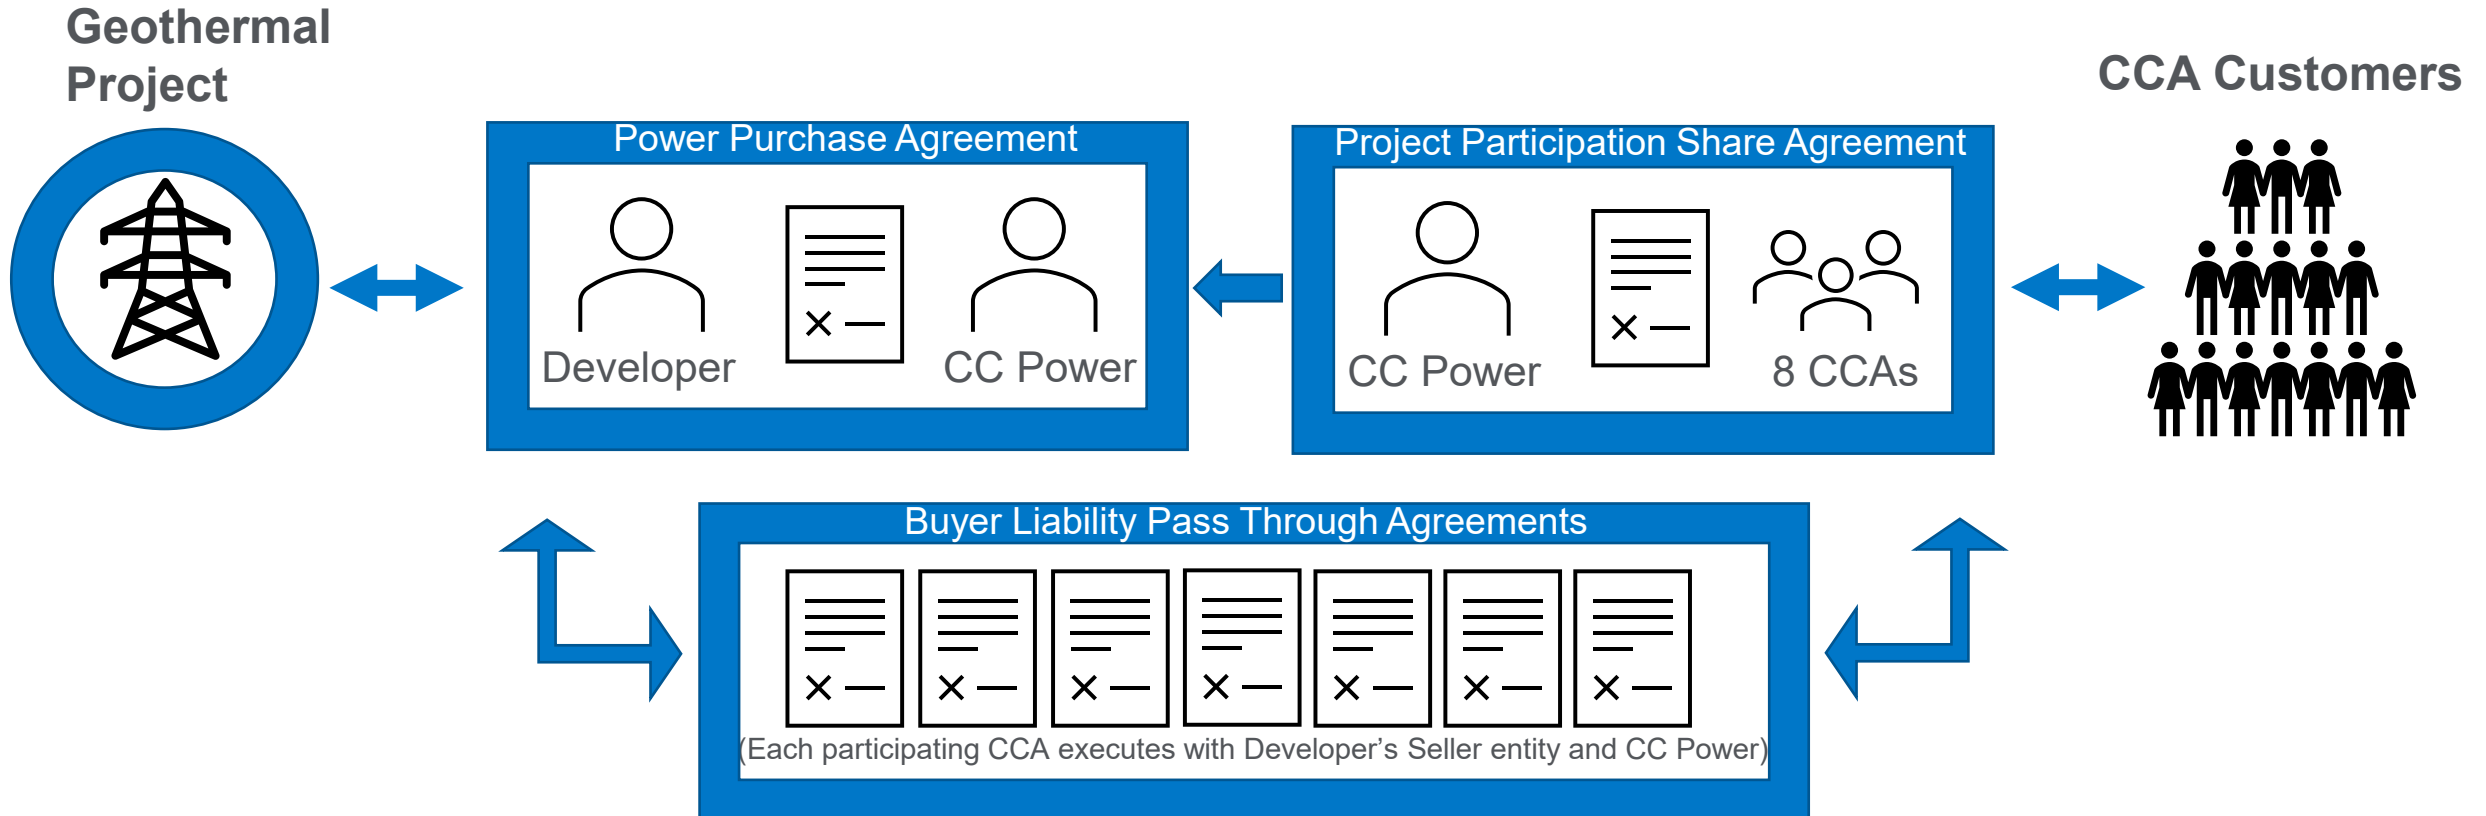 Geothermal
Project
CCA Customers
Power Purchase Agreement
Developer
CC Power
Project Participation Share Agreement
CC Power
8 CCAs
Buyer Liability Pass Through Agreements
(Each participating CCA executes with Developer’s Seller entity and CC Power)